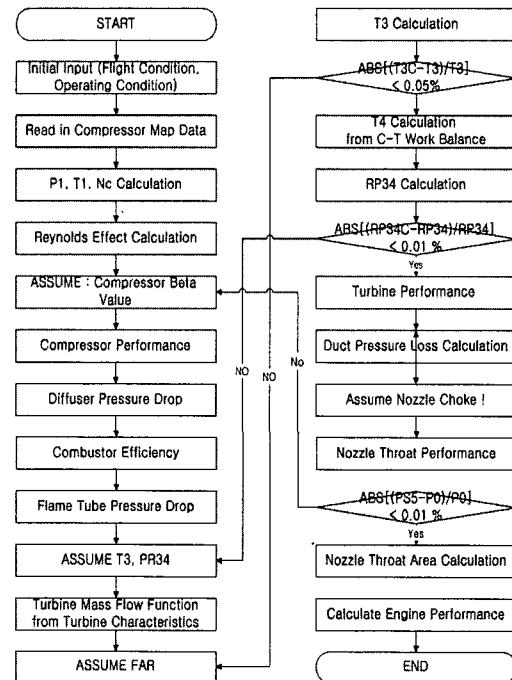 START
Initial Input (Flight Condition,
Operating Condition)
Read in Compressor Map Data
P1, T1, Nc Calculation
Reynolds Effect Calculation
ASSUME : Compressor Beta
Value
Compressor Performance
Diffuser Pressure Drop
Combustor Efficiency
Flame Tube Pressure Drop
ASSUME T3, PR34
Turbine Mass Flow Function
from Turbine Characteristics
ASSUME FAR
NO
NO
No
T3 Calculation
ABS[(T3C-T3)/T3]
< 0.05%
T4 Calculation
from C-T Work Balance
RP34 Calculation
ABS[(RP34C-RP34)/RP34]
< 0.01 %
Yes
Turbine Performance
Duct Pressure Loss Calculation
Assume Nozzle Choke !
Nozzle Throat Performance
ABS[(PS5-P0)/P0]
< 0.01 %
Yes
Nozzle Throat Area Calculation
Calculate Engine Performance
END